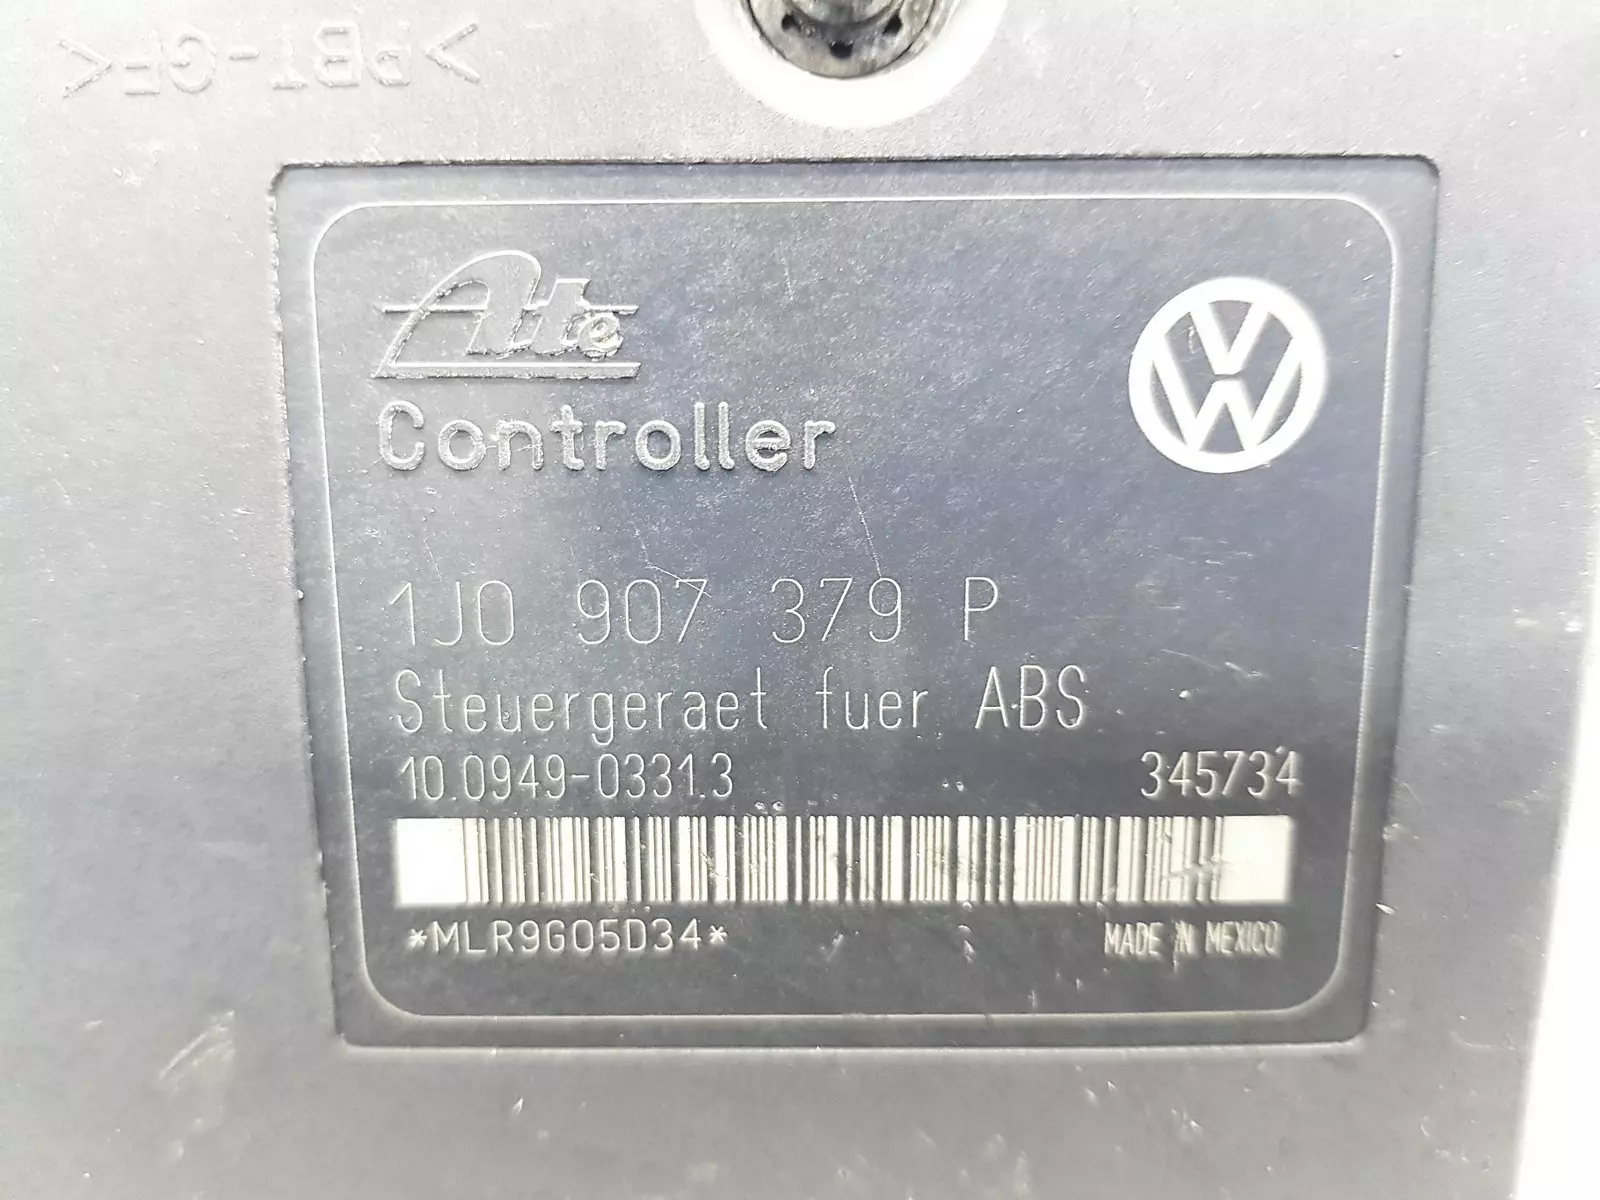 >PBT-GF<
Ate
Controller
1J0 907 379 P
Steuergeraet fuer ABS
10.0949-0331.3 345734
*MLR9G05D34* MADE IN MEXICO